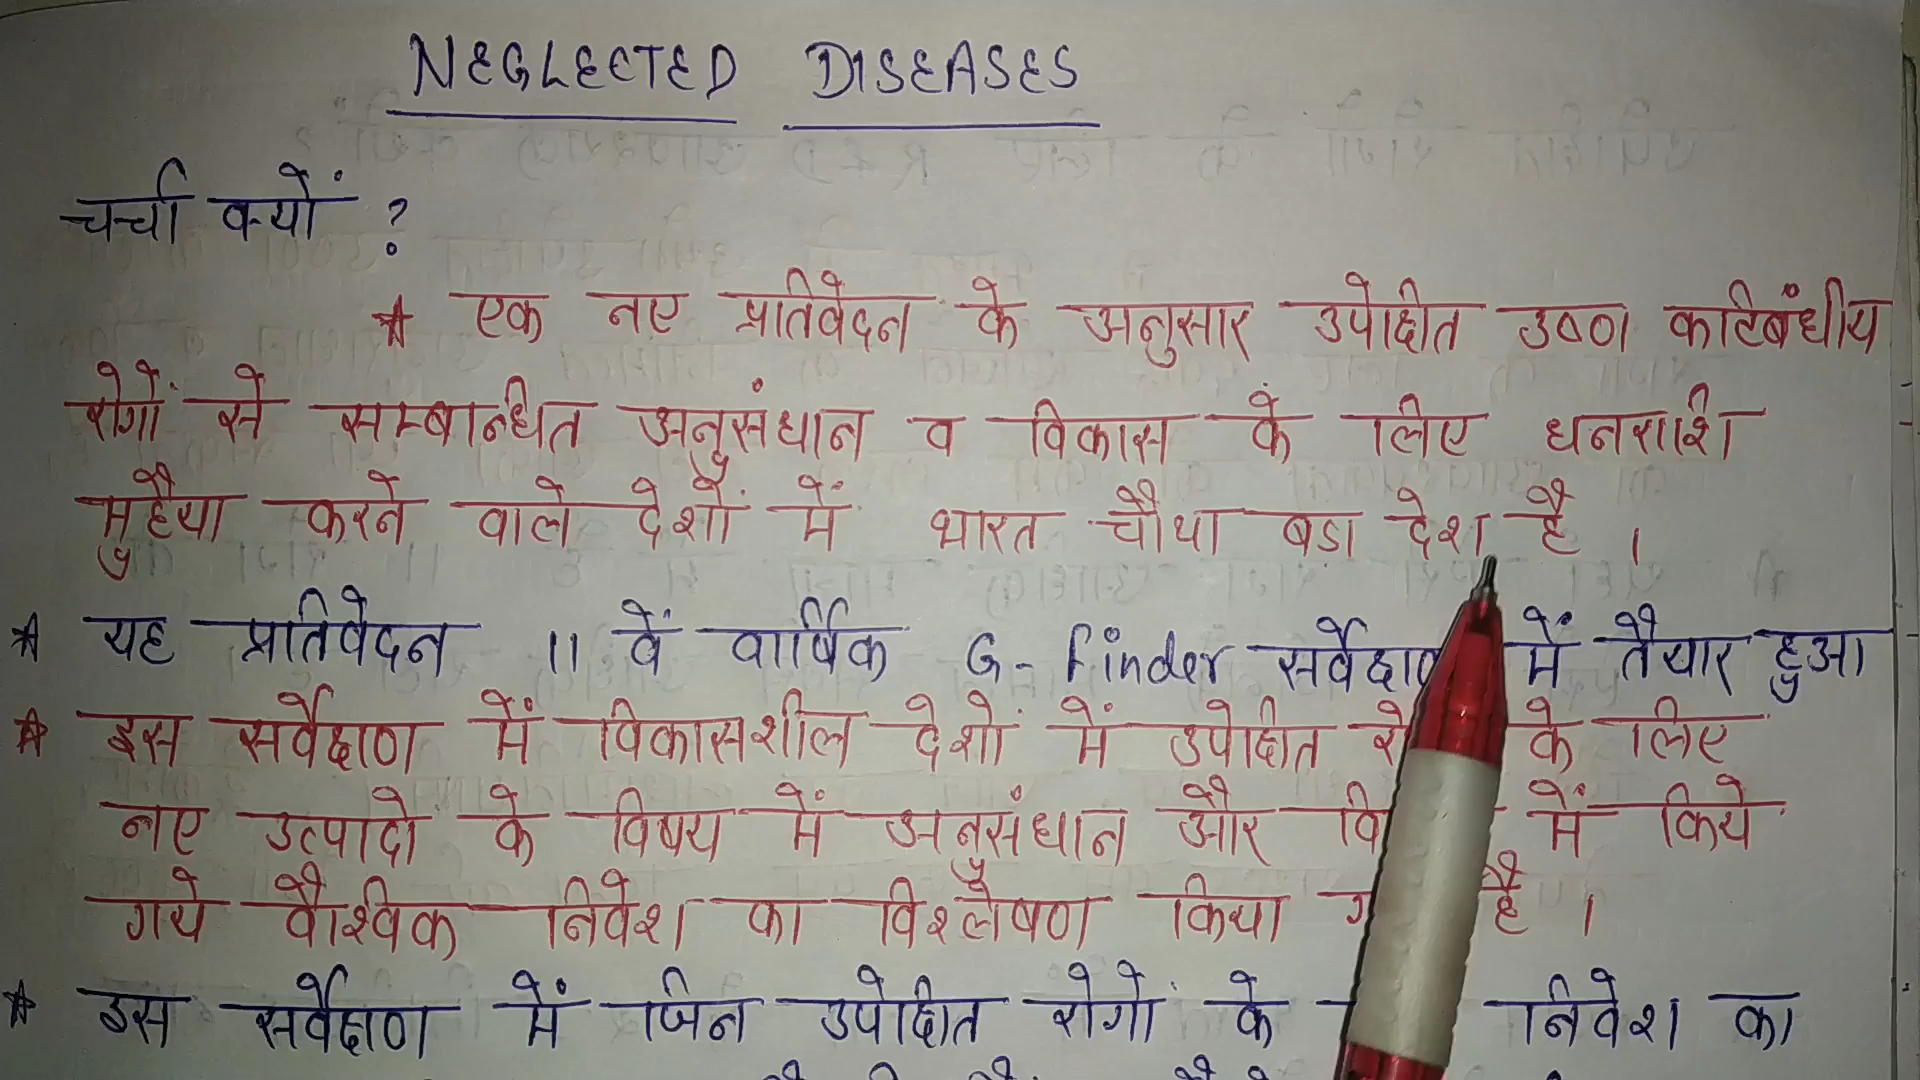 NEGLECTED DISEASES
चर्चा क्यों ?
* एक नए प्रतिवेदन के अनुसार उपेक्षित उष्ण कटिबंधीय
रोगों से सम्बन्धित अनुसंधान व विकास के लिए धनराशि
मुहैया करने वाले देशों में भारत चौथा बडा देश है ।
* यह प्रतिवेदन 11 वें वार्षिक G-finder सर्वेक्षण में तैयार हुआ
* इस सर्वेक्षण में विकासशील देशों में उपेक्षित के लिए
नए उत्पादो के विषय में अनुसंधान और में किये
गये वैश्विक निवेश का विश्लेषण किया है ।
* इस सर्वेक्षण में जिन उपेक्षित रोगों के निवेश का